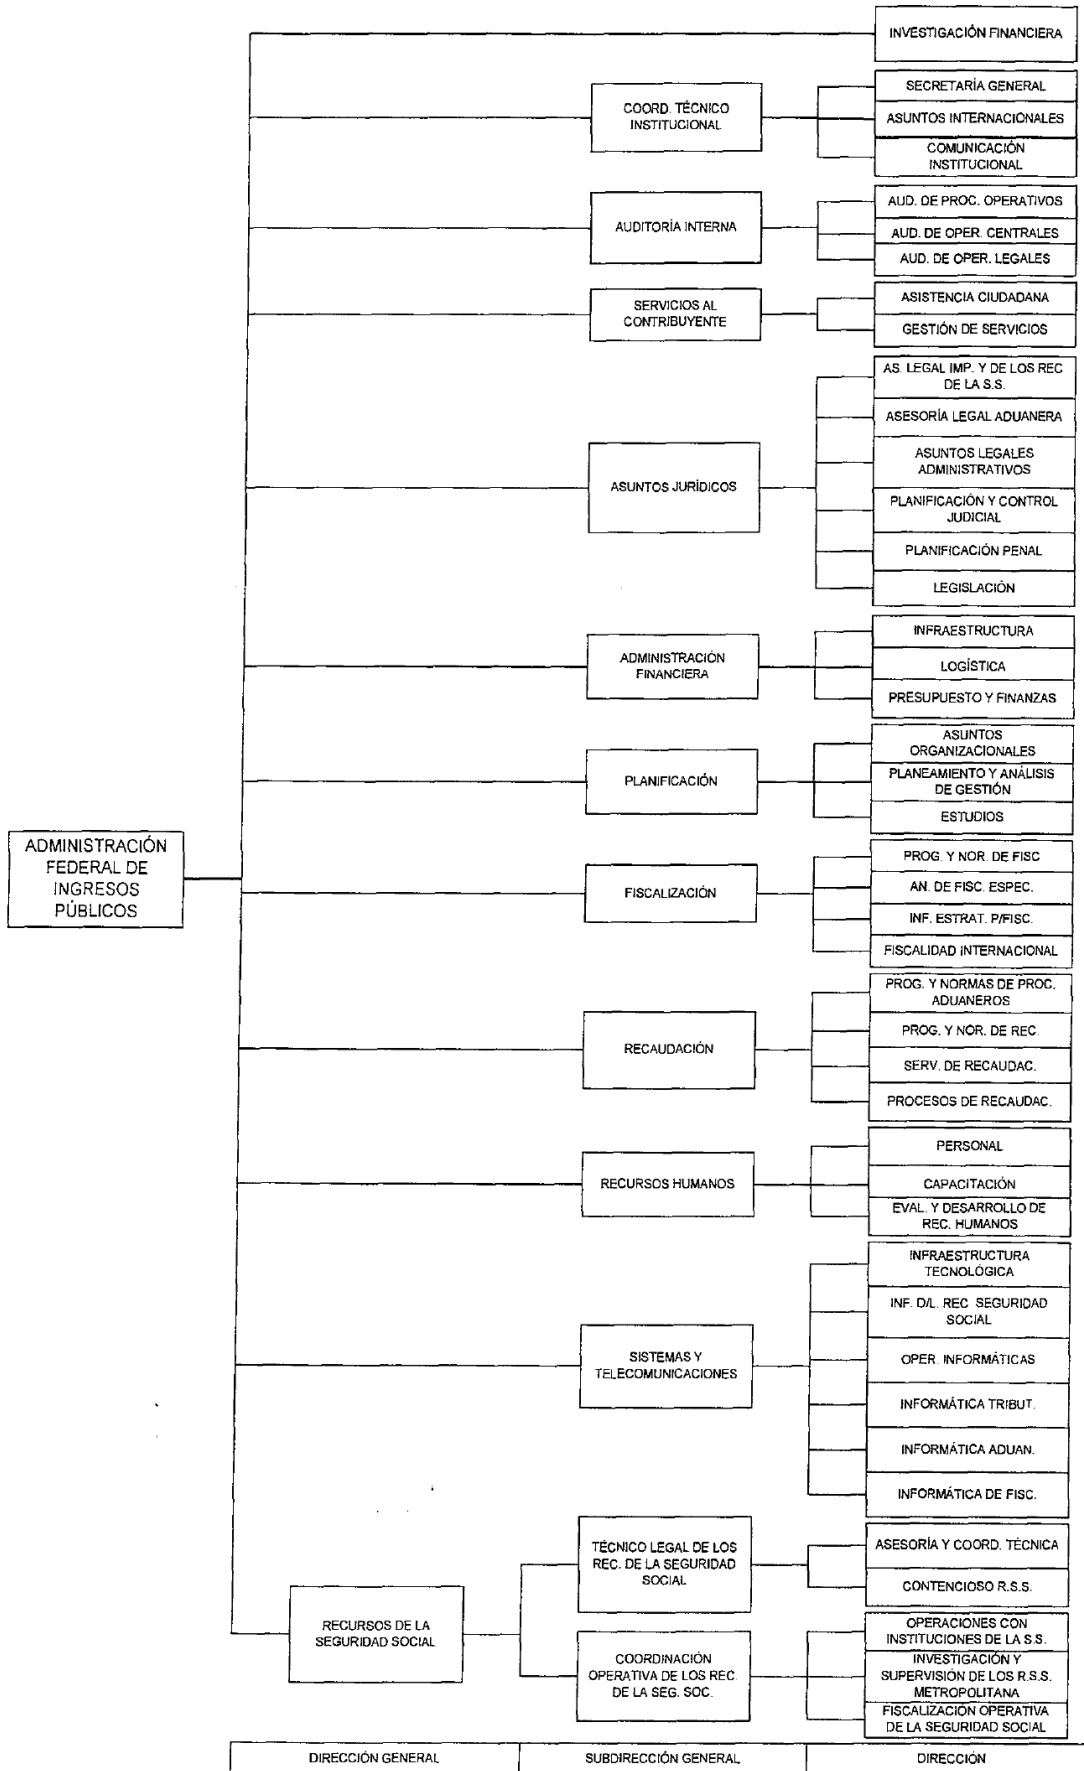 INVESTIGACIÓN FINANCIERA
COORD. TÉCNICO
INSTITUCIONAL
SECRETARÍA GENERAL
ASUNTOS INTERNACIONALES
COMUNICACIÓN
INSTITUCIONAL
AUDITORÍA INTERNA
AUD. DE PROC. OPERATIVOS
AUD. DE OPER. CENTRALES
AUD. DE OPER. LEGALES
SERVICIOS AL
CONTRIBUYENTE
ASISTENCIA CIUDADANA
GESTIÓN DE SERVICIOS
ASUNTOS JURÍDICOS
AS. LEGAL IMP. Y DE LOS REC
DE LA S.S.
ASESORÍA LEGAL ADUANERA
ASUNTOS LEGALES
ADMINISTRATIVOS
PLANIFICACIÓN Y CONTROL
JUDICIAL
PLANIFICACIÓN PENAL
LEGISLACIÓN
ADMINISTRACIÓN
FINANCIERA
INFRAESTRUCTURA
LOGÍSTICA
PRESUPUESTO Y FINANZAS
PLANIFICACIÓN
ASUNTOS
ORGANIZACIONALES
PLANEAMIENTO Y ANÁLISIS
DE GESTIÓN
ESTUDIOS
ADMINISTRACIÓN
FEDERAL DE
INGRESOS
PÚBLICOS
FISCALIZACIÓN
PROG. Y NOR. DE FISC
AN. DE FISC. ESPEC.
INF. ESTRAT. P/FISC.
FISCALIDAD INTERNACIONAL
RECAUDACIÓN
PROG. Y NORMAS DE PROC.
ADUANEROS
PROG. Y NOR. DE REC.
SERV. DE RECAUDAC.
PROCESOS DE RECAUDAC.
RECURSOS HUMANOS
PERSONAL
CAPACITACIÓN
EVAL. Y DESARROLLO DE
REC. HUMANOS
SISTEMAS Y
TELECOMUNICACIONES
INFRAESTRUCTURA
TECNOLÓGICA
INF. D/L. REC SEGURIDAD
SOCIAL
OPER. INFORMÁTICAS
INFORMÁTICA TRIBUT.
INFORMÁTICA ADUAN.
INFORMÁTICA DE FISC.
RECURSOS DE LA
SEGURIDAD SOCIAL
TÉCNICO LEGAL DE LOS
REC. DE LA SEGURIDAD
SOCIAL
ASESORÍA Y COORD. TÉCNICA
CONTENCIOSO R.S.S.
COORDINACIÓN
OPERATIVA DE LOS REC.
DE LA SEG. SOC.
OPERACIONES CON
INSTITUCIONES DE LA S.S.
INVESTIGACIÓN Y
SUPERVISIÓN DE LOS R.S.S.
METROPOLITANA
FISCALIZACIÓN OPERATIVA
DE LA SEGURIDAD SOCIAL
DIRECCIÓN GENERAL
SUBDIRECCIÓN GENERAL
DIRECCIÓN